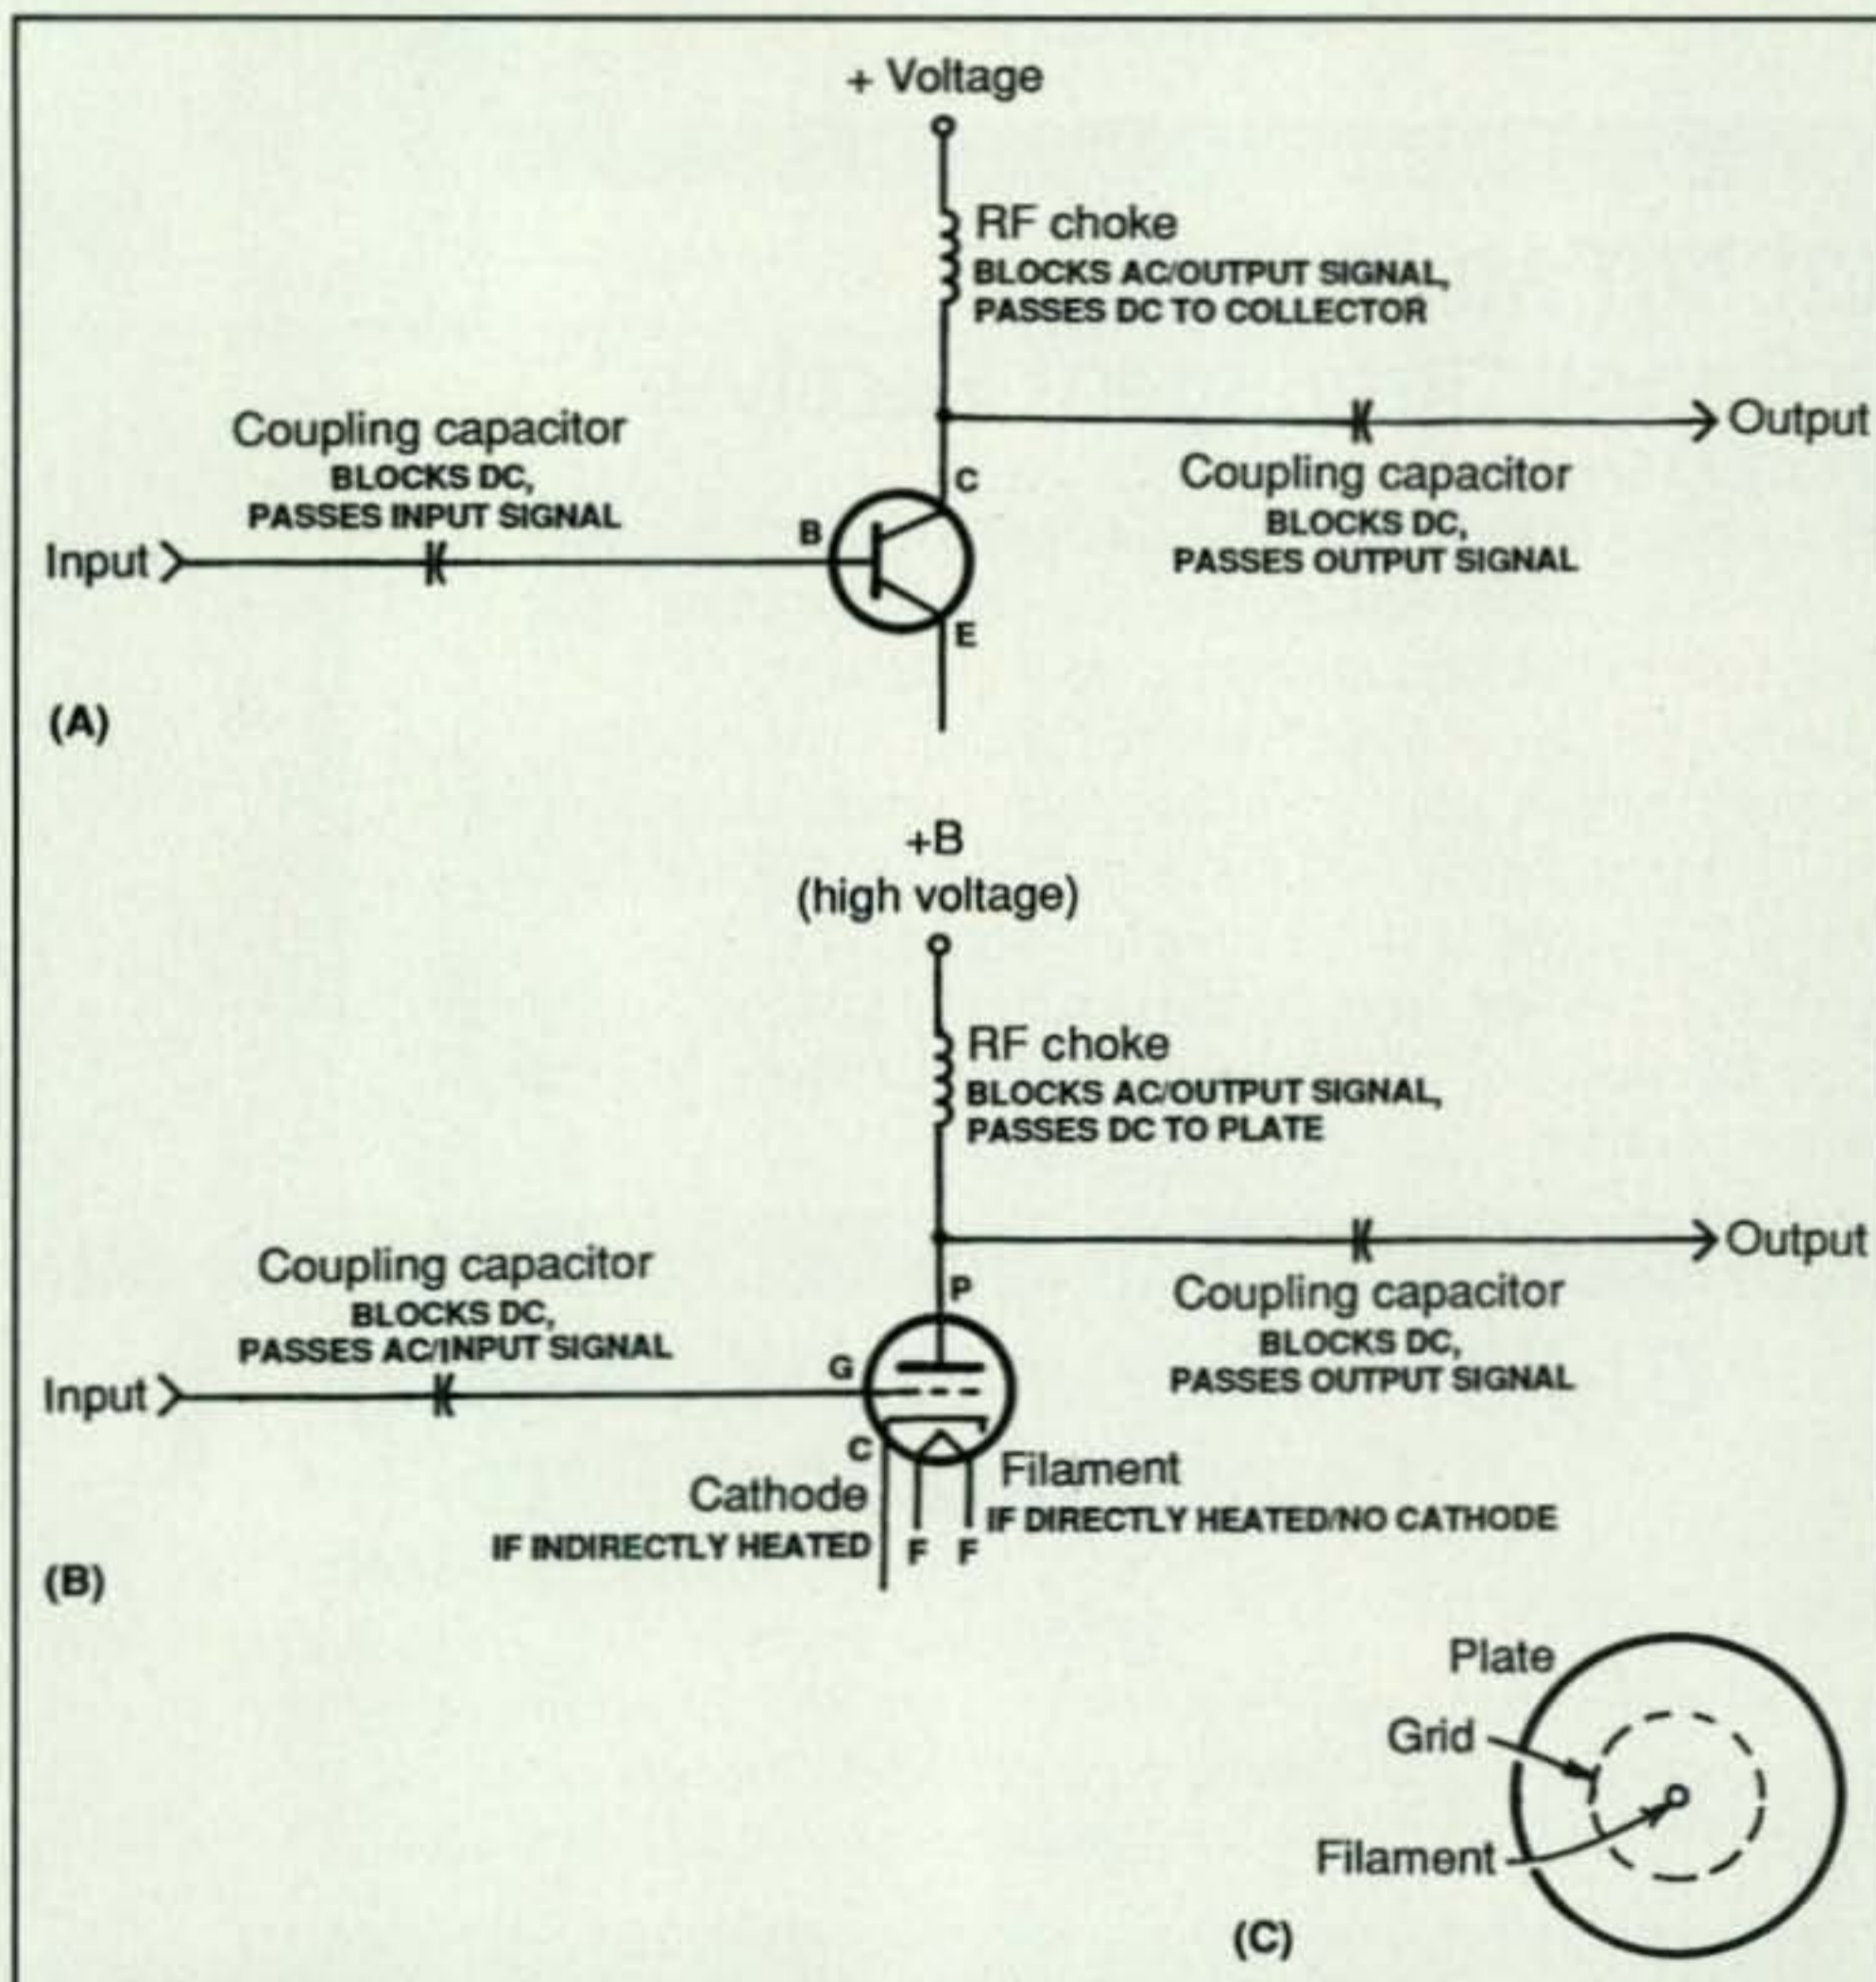 + Voltage
RF choke
BLOCKS AC/OUTPUT SIGNAL,
PASSES DC TO COLLECTOR
Coupling capacitor
BLOCKS DC,
PASSES INPUT SIGNAL
Input
B
C
E
Output
Coupling capacitor
BLOCKS DC,
PASSES OUTPUT SIGNAL
(A)
+B
(high voltage)
RF choke
BLOCKS AC/OUTPUT SIGNAL,
PASSES DC TO PLATE
Coupling capacitor
BLOCKS DC,
PASSES AC/INPUT SIGNAL
Input
P
G
C
Output
Coupling capacitor
BLOCKS DC,
PASSES OUTPUT SIGNAL
Cathode
IF INDIRECTLY HEATED
F F
Filament
IF DIRECTLY HEATED/NO CATHODE
(B)
Plate
Grid
Filament
(C)